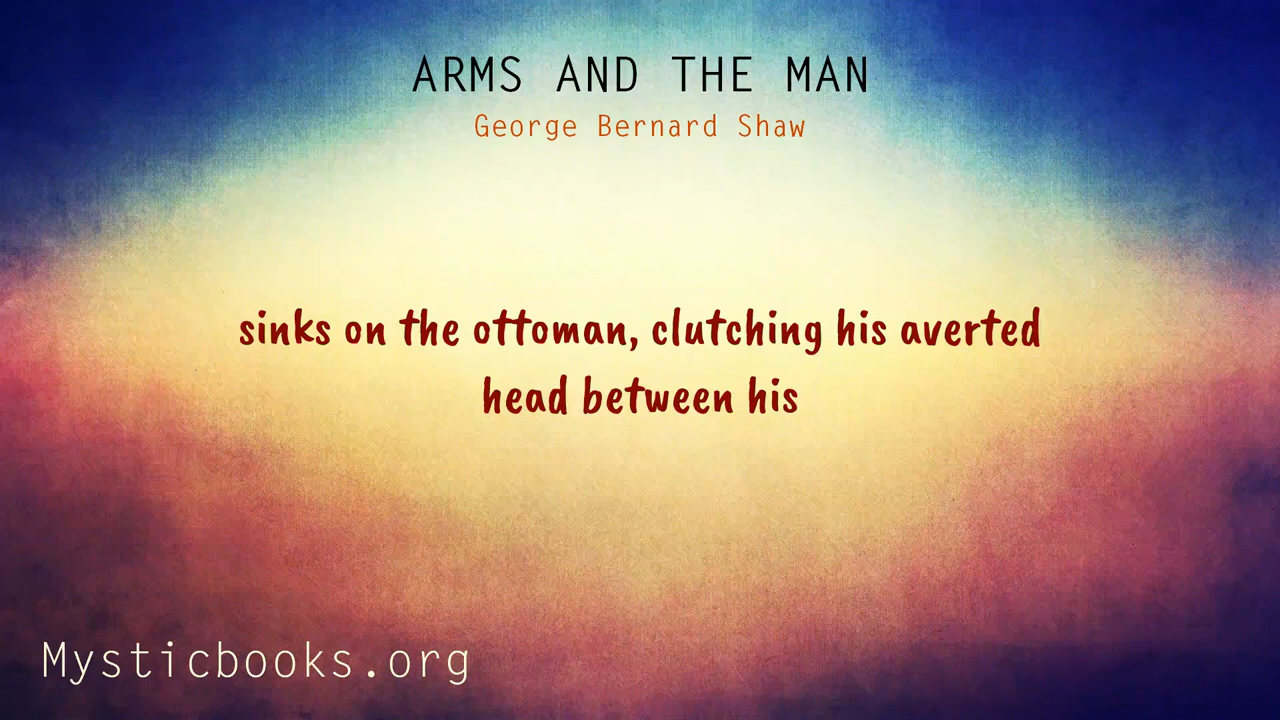 ARMS AND THE MAN
George Bernard Shaw
sinks on the ottoman, clutching his averted
head between his
Mysticbooks.org